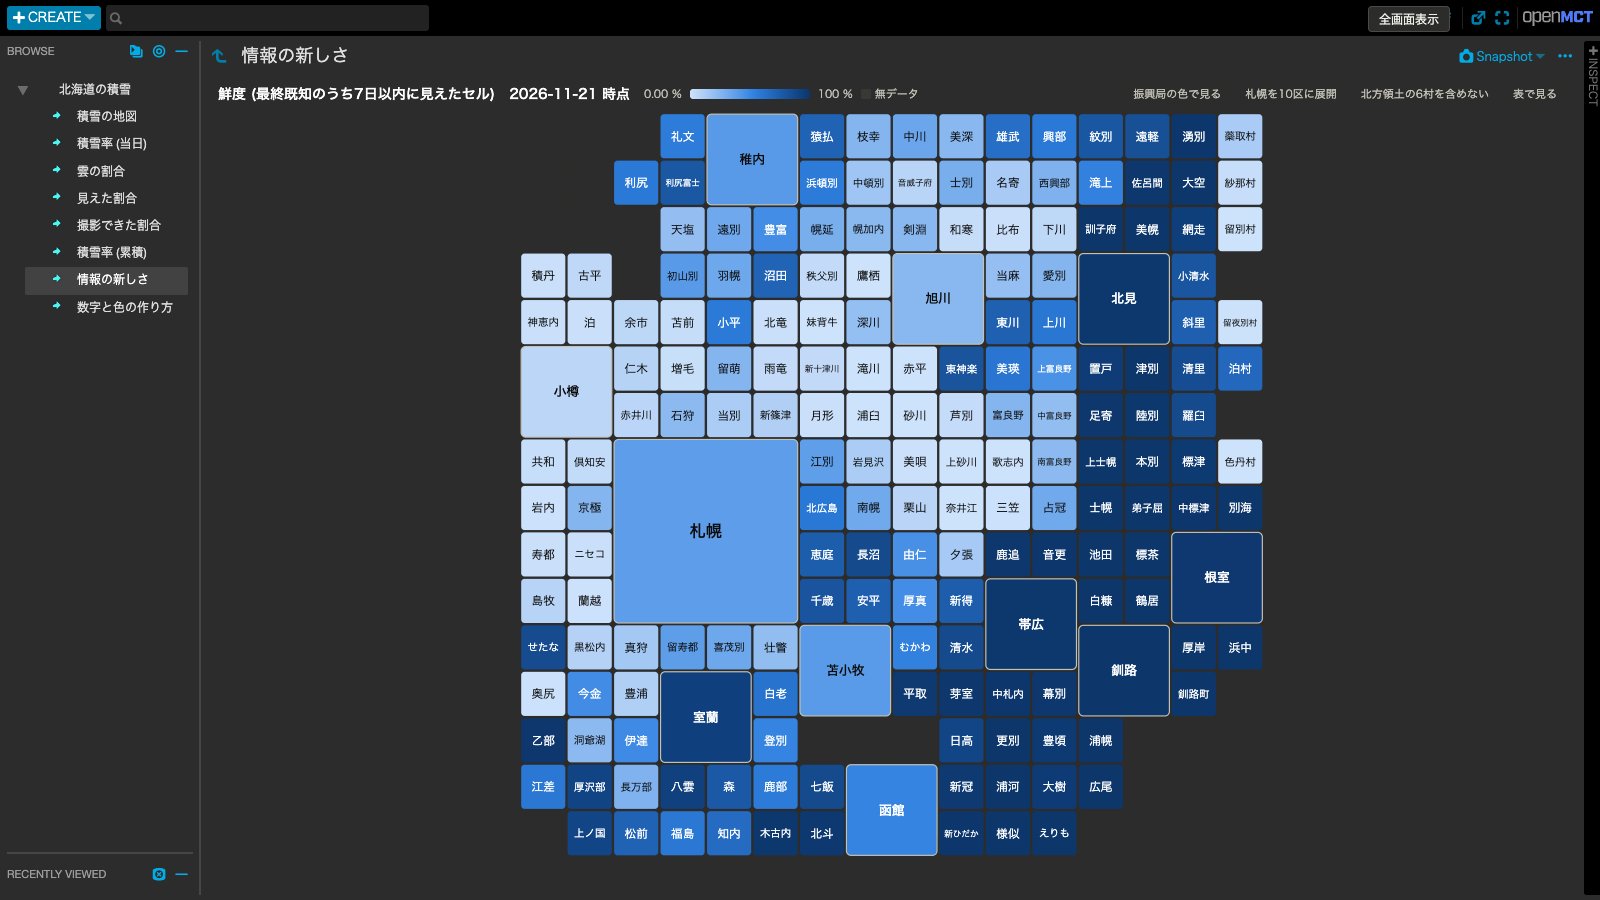 CREATE
全画面表示
openMCT
BROWSE
情報の新しさ
Snapshot
INSPECT
北海道の積雪
積雪の地図
積雪率 (当日)
雲の割合
見えた割合
撮影できた割合
積雪率 (累積)
情報の新しさ
数字と色の作り方
RECENTLY VIEWED
鮮度 (最終既知のうち7日以内に見えたセル) 2026-11-21 時点 0.00 % 100 % 無データ 振興局の色で見る 札幌を10区に展開 北方領土の6村を含めない 表で見る
礼文 稚内 猿払 枝幸 中川 美深 雄武 興部 紋別 遠軽 湧別 蘂取村
利尻 利尻富士 浜頓別 中頓別 音威子府 士別 名寄 西興部 滝上 佐呂間 大空 紗那村
天塩 遠別 豊富 幌延 幌加内 剣淵 和寒 比布 下川 訓子府 美幌 網走 留別村
積丹 古平 初山別 羽幌 沼田 秩父別 鷹栖 旭川 当麻 愛別 北見 小清水
神恵内 泊 余市 苫前 小平 北竜 妹背牛 深川 東川 上川 斜里 留夜別村
小樽 仁木 増毛 留萌 雨竜 新十津川 滝川 赤平 東神楽 美瑛 上富良野 置戸 津別 清里 泊村
赤井川 石狩 当別 新篠津 月形 浦臼 砂川 芦別 富良野 中富良野 足寄 陸別 羅臼
共和 倶知安 札幌 江別 岩見沢 美唄 上砂川 歌志内 南富良野 上士幌 本別 標津 色丹村
岩内 京極 北広島 南幌 栗山 奈井江 三笠 占冠 士幌 弟子屈 中標津 別海
寿都 ニセコ 恵庭 長沼 由仁 夕張 鹿追 音更 池田 標茶 根室
島牧 蘭越 千歳 安平 厚真 新得 帯広 白糠 鶴居
せたな 黒松内 真狩 留寿都 喜茂別 壮瞥 苫小牧 むかわ 清水 釧路 厚岸 浜中
奥尻 今金 豊浦 室蘭 白老 平取 芽室 中札内 幕別 釧路町
乙部 洞爺湖 伊達 登別 日高 更別 豊頃 浦幌
江差 厚沢部 長万部 八雲 森 鹿部 七飯 函館 新冠 浦河 大樹 広尾
上ノ国 松前 福島 知内 木古内 北斗 新ひだか 様似 えりも